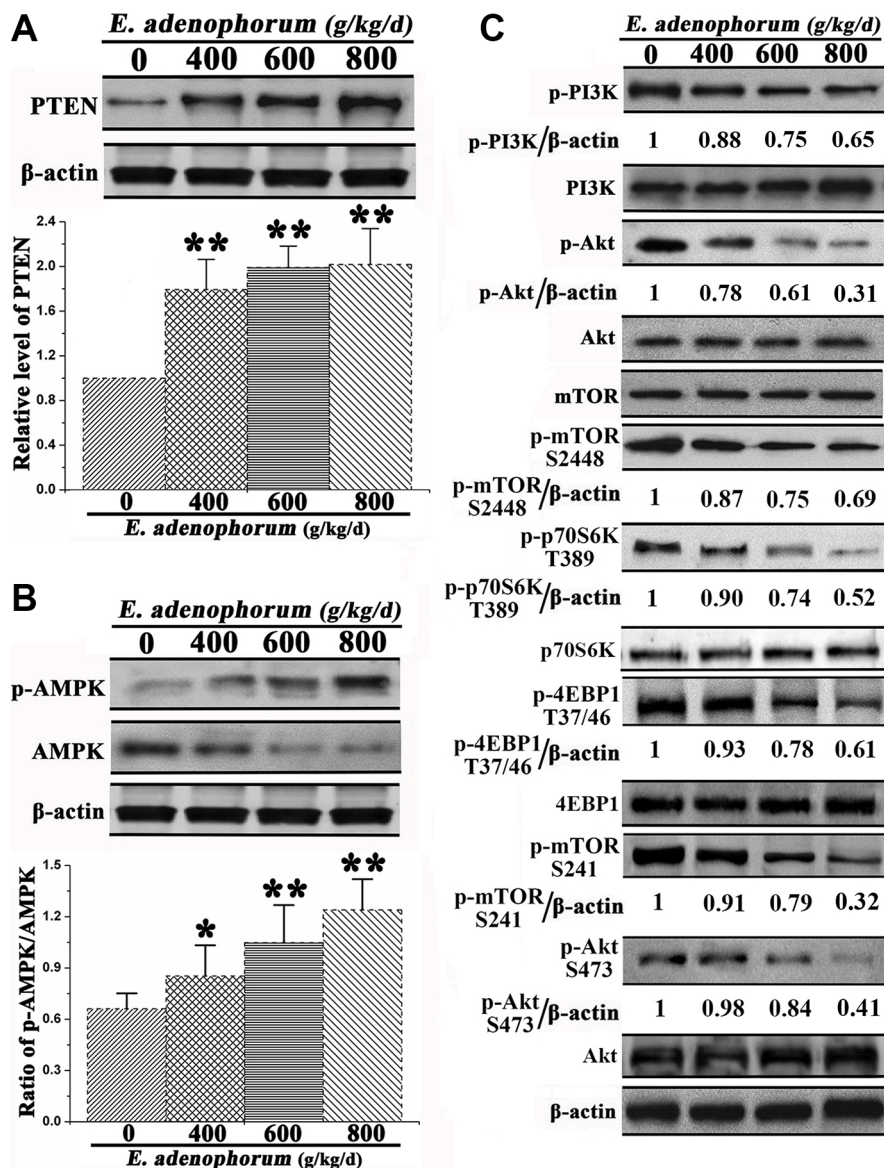 A
E. adenophorum (g/kg/d)
0 400 600 800
PTEN
β-actin
Relative level of PTEN
2.4
2.0
1.6
1.2
0.8
0.4
0.0
** ** **
0 400 600 800
E. adenophorum (g/kg/d)
B
E. adenophorum (g/kg/d)
0 400 600 800
p-AMPK
AMPK
β-actin
Ratio of p-AMPK/AMPK
1.5
1.2
0.9
0.6
0.3
0.0
* ** **
0 400 600 800
E. adenophorum (g/kg/d)
C
E. adenophorum (g/kg/d)
0 400 600 800
p-PI3K
p-PI3K/β-actin 1 0.88 0.75 0.65
PI3K
p-Akt
p-Akt/β-actin 1 0.78 0.61 0.31
Akt
mTOR
p-mTOR
S2448
p-mTOR
S2448/β-actin 1 0.87 0.75 0.69
p-p70S6K
T389
p-p70S6K
T389/β-actin 1 0.90 0.74 0.52
p70S6K
p-4EBP1
T37/46
p-4EBP1
T37/46/β-actin 1 0.93 0.78 0.61
4EBP1
p-mTOR
S241
p-mTOR
S241/β-actin 1 0.91 0.79 0.32
p-Akt
S473
p-Akt
S473/β-actin 1 0.98 0.84 0.41
Akt
β-actin